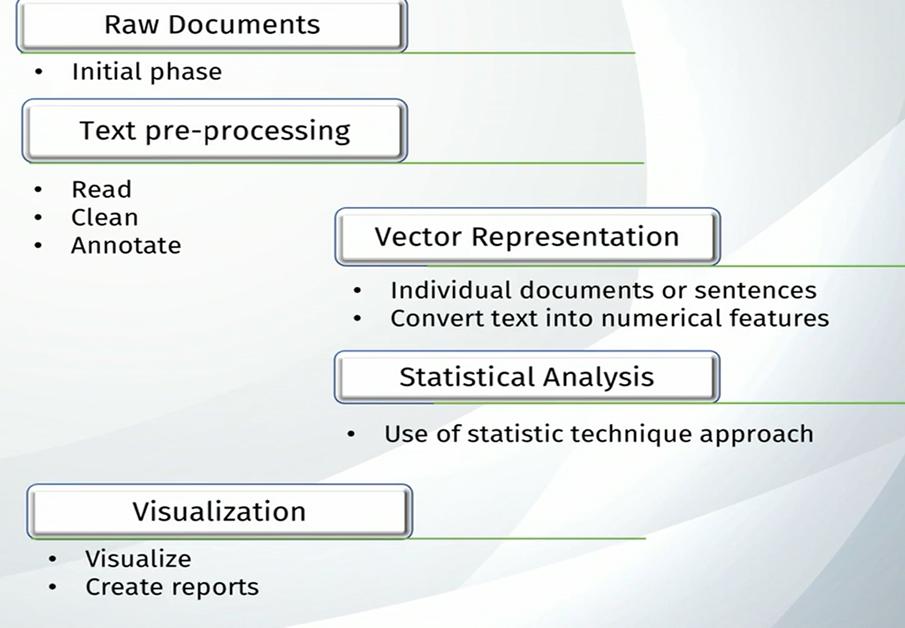 Raw Documents
• Initial phase
Text pre-processing
• Read
• Clean
• Annotate
Vector Representation
• Individual documents or sentences
• Convert text into numerical features
Statistical Analysis
• Use of statistic technique approach
Visualization
• Visualize
• Create reports